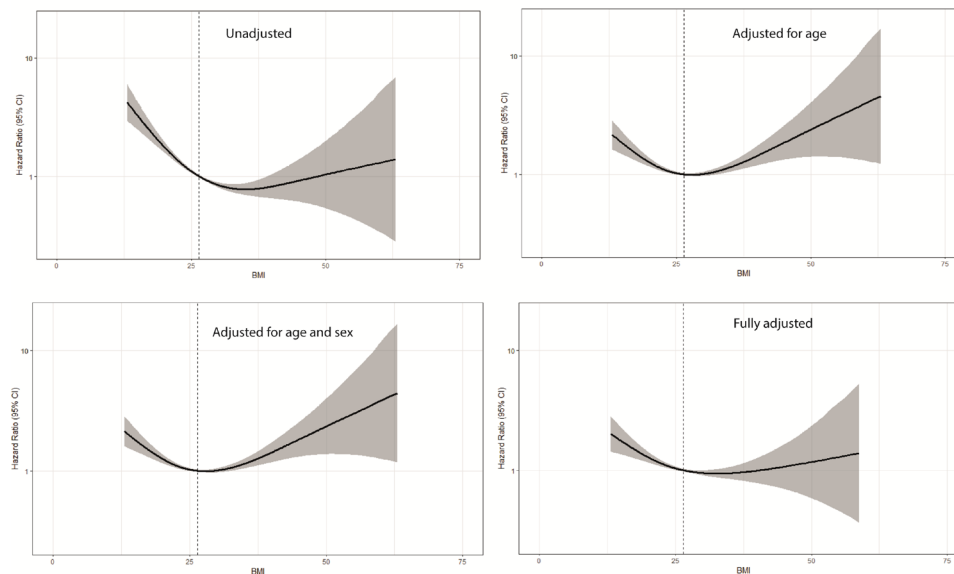 Unadjusted
Hazard Ratio (95% CI)
10
1
0
25
50
75
BMI
Adjusted for age
Hazard Ratio (95% CI)
10
1
0
25
50
75
BMI
Adjusted for age and sex
Hazard Ratio (95% CI)
10
1
0
25
50
75
BMI
Fully adjusted
Hazard Ratio (95% CI)
10
1
0
25
50
75
BMI